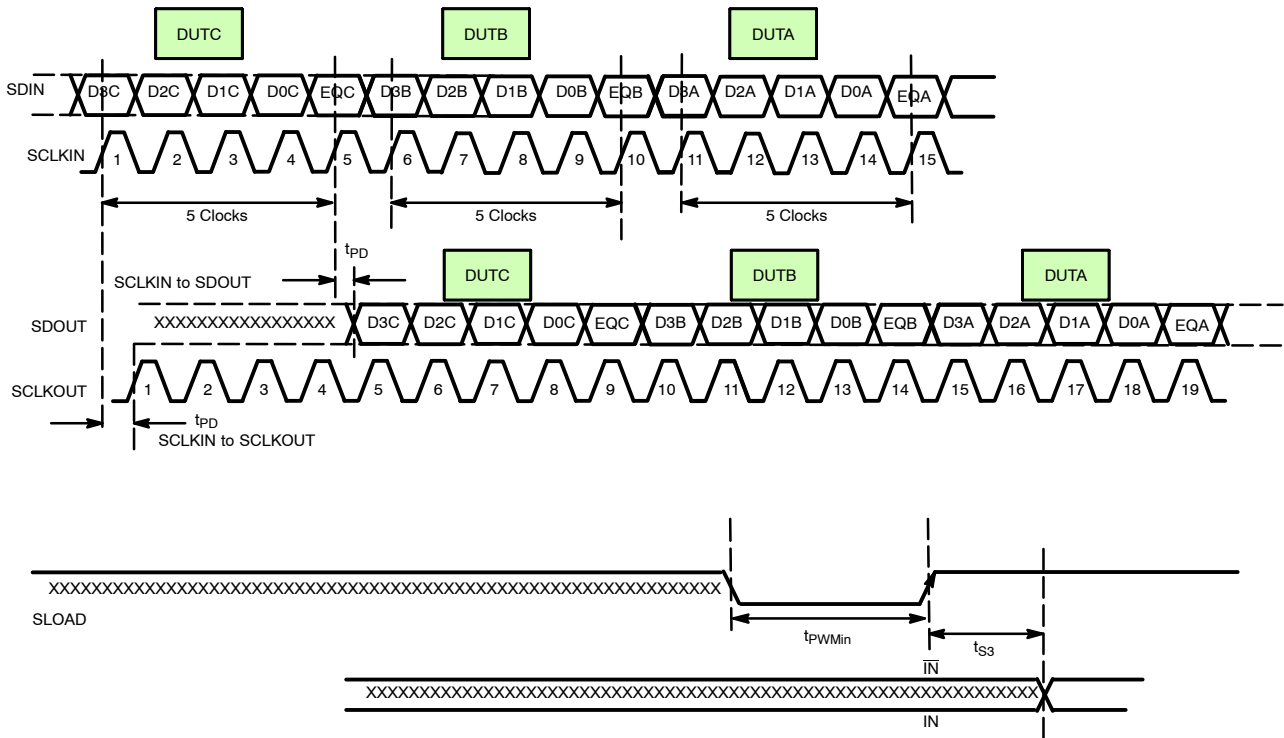 DUTC DUTB DUTA
SDIN D3C D2C D1C D0C EQC D3B D2B D1B D0B EQB D3A D2A D1A D0A EQA
SCLKIN 1 2 3 4 5 6 7 8 9 10 11 12 13 14 15
5 Clocks 5 Clocks 5 Clocks
tPD
SCLKIN to SDOUT
DUTC DUTB DUTA
SDOUT XXXXXXXXXXXXXXXXX D3C D2C D1C D0C EQC D3B D2B D1B D0B EQB D3A D2A D1A D0A EQA
SCLKOUT 1 2 3 4 5 6 7 8 9 10 11 12 13 14 15 16 17 18 19
tPD
SCLKIN to SCLKOUT
XXXXXXXXXXXXXXXXXXXXXXXXXXXXXXXXXXXXXXXXXXXXXXXXXXXXXXXXXXXXXXX
SLOAD
tPWMin
tS3
I̅N̅
XXXXXXXXXXXXXXXXXXXXXXXXXXXXXXXXXXXXXXXXXXXXXXXXXXXXXXXXXXXXXXX
IN